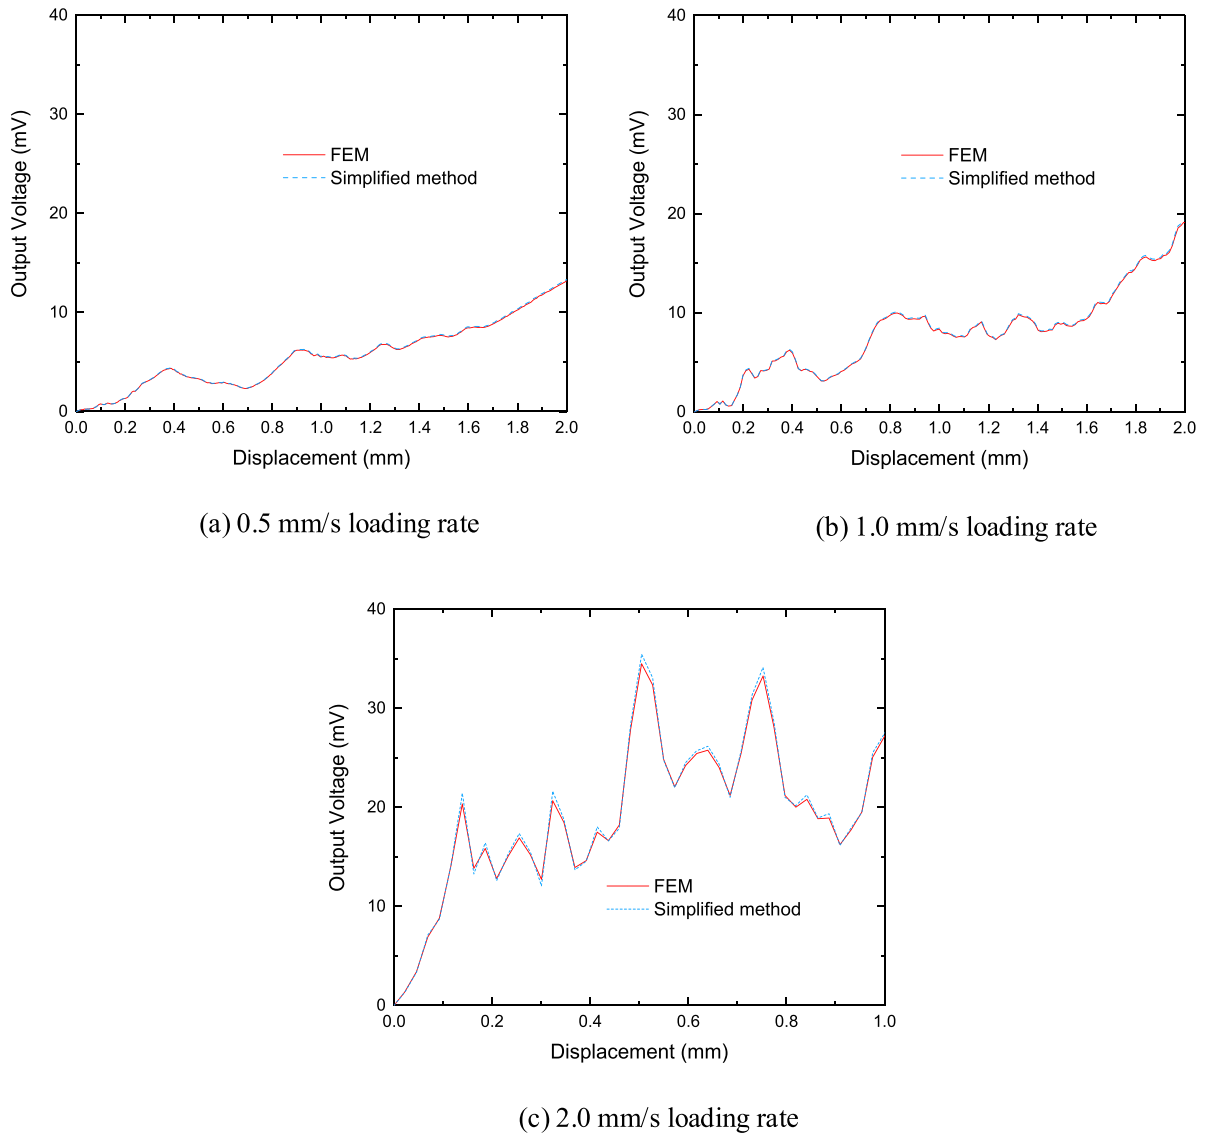 40
30
20
10
0
Output Voltage (mV)
FEM
Simplified method
0.0 0.2 0.4 0.6 0.8 1.0 1.2 1.4 1.6 1.8 2.0
Displacement (mm)
(a) 0.5 mm/s loading rate
40
30
20
10
0
Output Voltage (mV)
FEM
Simplified method
0.0 0.2 0.4 0.6 0.8 1.0 1.2 1.4 1.6 1.8 2.0
Displacement (mm)
(b) 1.0 mm/s loading rate
40
30
20
10
0
Output Voltage (mV)
FEM
Simplified method
0.0 0.2 0.4 0.6 0.8 1.0
Displacement (mm)
(c) 2.0 mm/s loading rate